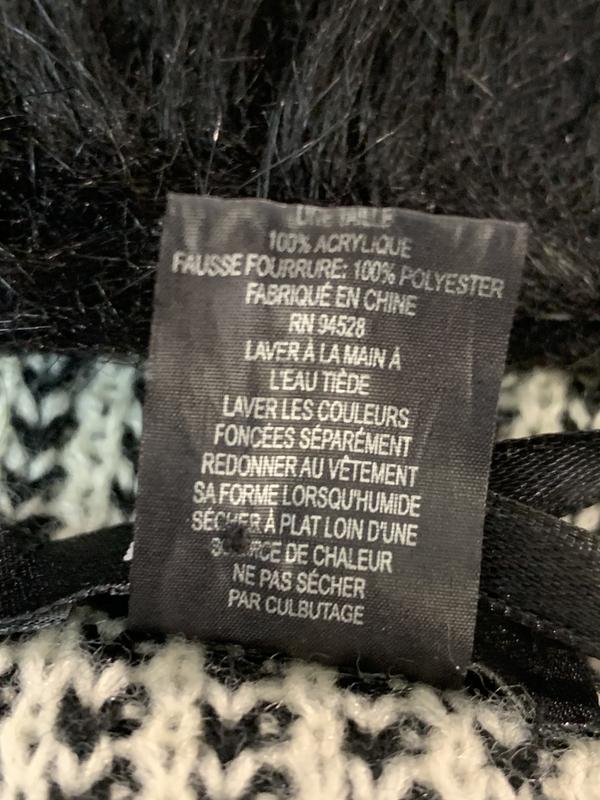 UNE TAILLE
100% ACRYLIQUE
FAUSSE FOURRURE: 100% POLYESTER
FABRIQUÉ EN CHINE
RN 94528
LAVER À LA MAIN À
L'EAU TIÈDE
LAVER LES COULEURS
FONCÉES SÉPARÉMENT
REDONNER AU VÊTEMENT
SA FORME LORSQU'HUMIDE
SÉCHER À PLAT LOIN D'UNE
SOURCE DE CHALEUR
NE PAS SÉCHER
PAR CULBUTAGE